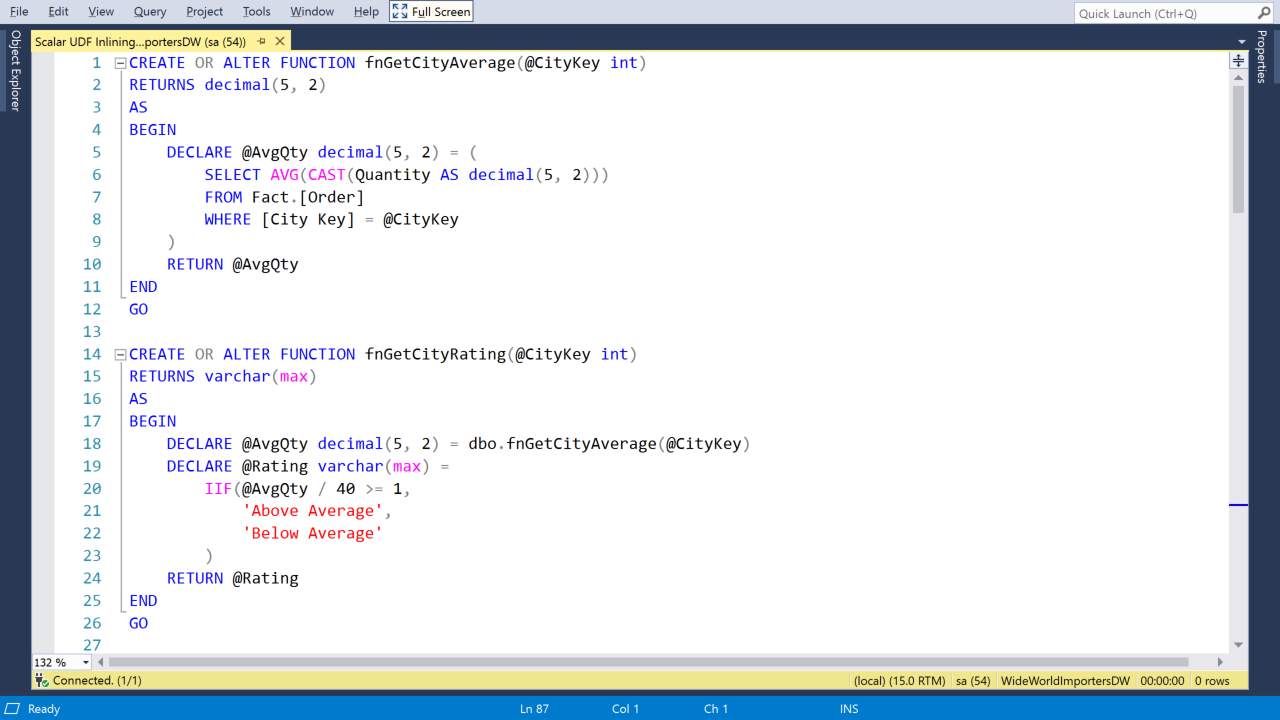 File Edit View Query Project Tools Window Help Full Screen
Quick Launch (Ctrl+Q)
Object Explorer
Scalar UDF Inlining...portersDW (sa (54))
Properties
1 CREATE OR ALTER FUNCTION fnGetCityAverage(@CityKey int)
2 RETURNS decimal(5, 2)
3 AS
4 BEGIN
5 DECLARE @AvgQty decimal(5, 2) = (
6 SELECT AVG(CAST(Quantity AS decimal(5, 2)))
7 FROM Fact.[Order]
8 WHERE [City Key] = @CityKey
9 )
10 RETURN @AvgQty
11 END
12 GO
13
14 CREATE OR ALTER FUNCTION fnGetCityRating(@CityKey int)
15 RETURNS varchar(max)
16 AS
17 BEGIN
18 DECLARE @AvgQty decimal(5, 2) = dbo.fnGetCityAverage(@CityKey)
19 DECLARE @Rating varchar(max) =
20 IIF(@AvgQty / 40 >= 1,
21 'Above Average',
22 'Below Average'
23 )
24 RETURN @Rating
25 END
26 GO
27
132 %
Connected. (1/1) (local) (15.0 RTM) sa (54) WideWorldImportersDW 00:00:00 0 rows
Ready Ln 87 Col 1 Ch 1 INS